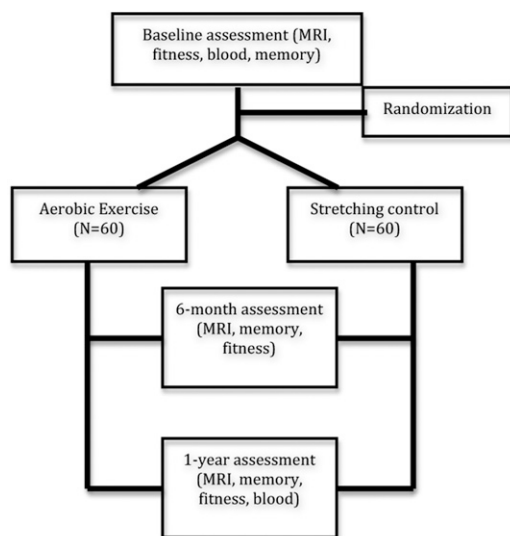 Baseline assessment (MRI,
fitness, blood, memory)
Randomization
Aerobic Exercise
(N=60)
Stretching control
(N=60)
6-month assessment
(MRI, memory,
fitness)
1-year assessment
(MRI, memory,
fitness, blood)